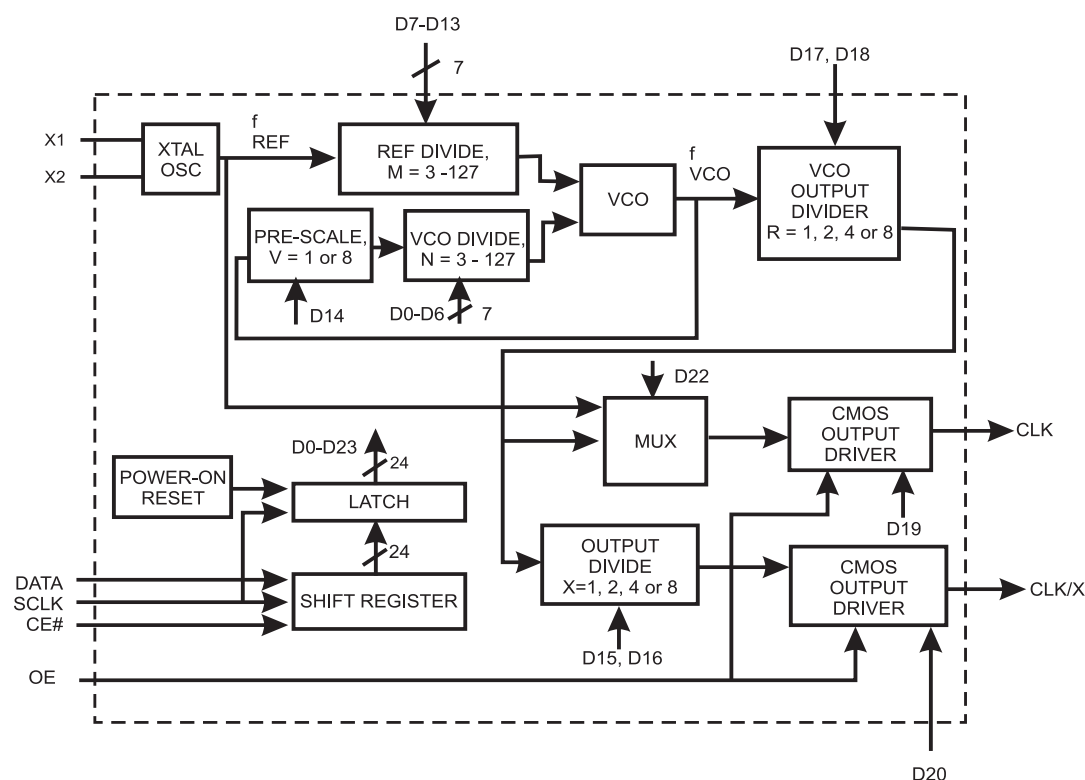 D7-D13
7
D17, D18
X1
X2
XTAL
OSC
f
REF
REF DIVIDE,
M = 3 -127
VCO
f
VCO
VCO
OUTPUT
DIVIDER
R = 1, 2, 4 or 8
PRE-SCALE,
V = 1 or 8
VCO DIVIDE,
N = 3 - 127
D14
D0-D6
7
D22
MUX
CMOS
OUTPUT
DRIVER
CLK
D0-D23
24
POWER-ON
RESET
LATCH
24
D19
OUTPUT
DIVIDE
X=1, 2, 4 or 8
CMOS
OUTPUT
DRIVER
CLK/X
DATA
SCLK
CE#
SHIFT REGISTER
D15, D16
OE
D20